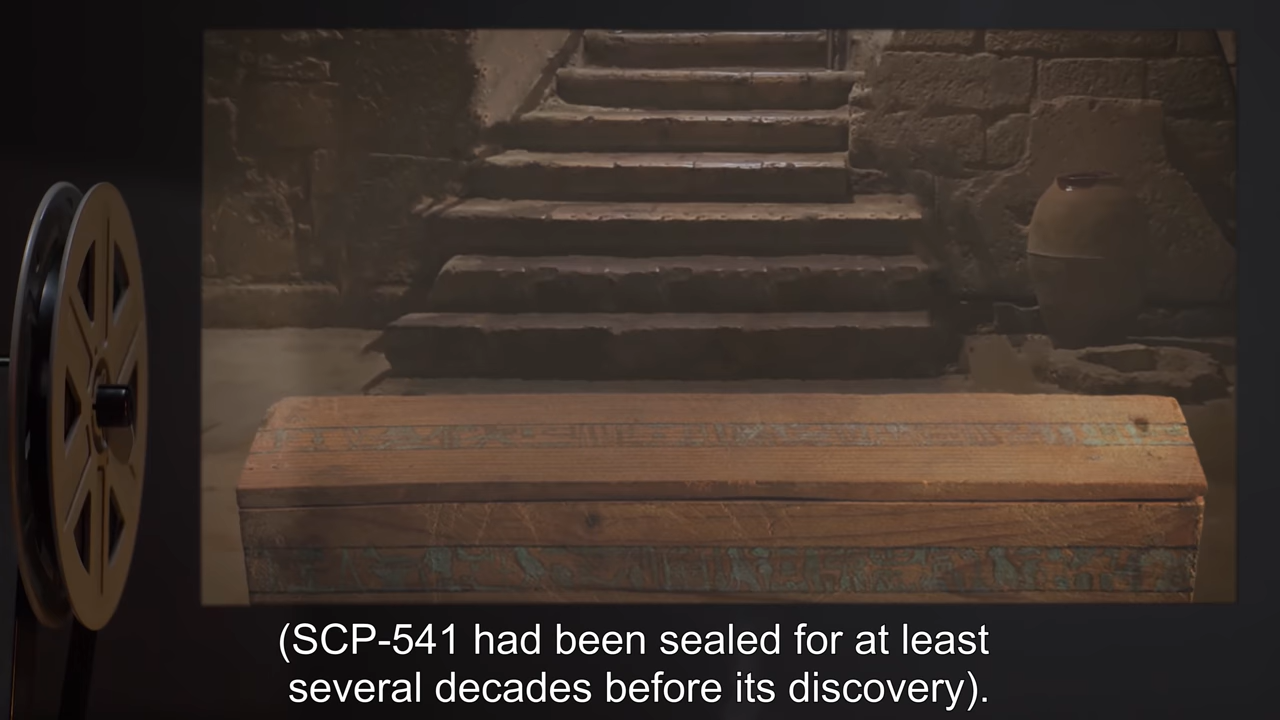 (SCP-541 had been sealed for at least
several decades before its discovery).